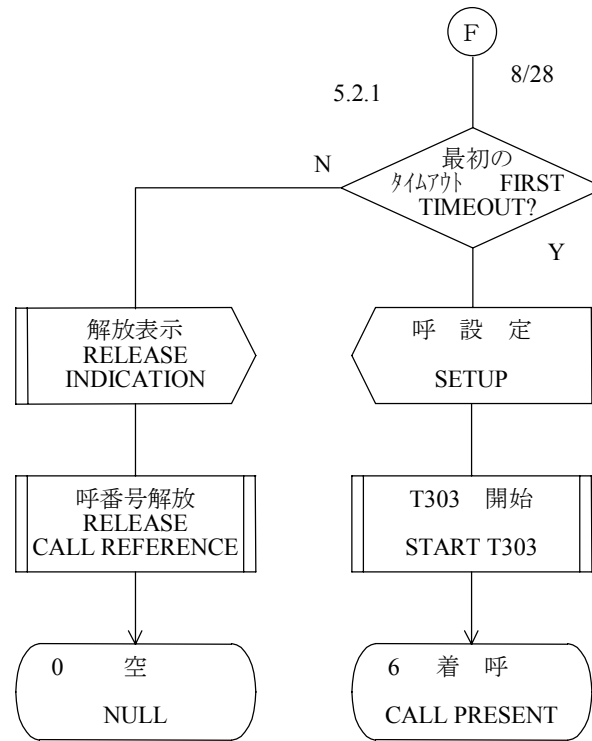 F
8/28
5.2.1
最初の
ﾀｲﾑｱｳﾄ FIRST
TIMEOUT?
N
Y
解放表示
RELEASE
INDICATION
呼 設 定
SETUP
呼番号解放
RELEASE
CALL REFERENCE
T303 開始
START T303
0 空
NULL
6 着 呼
CALL PRESENT